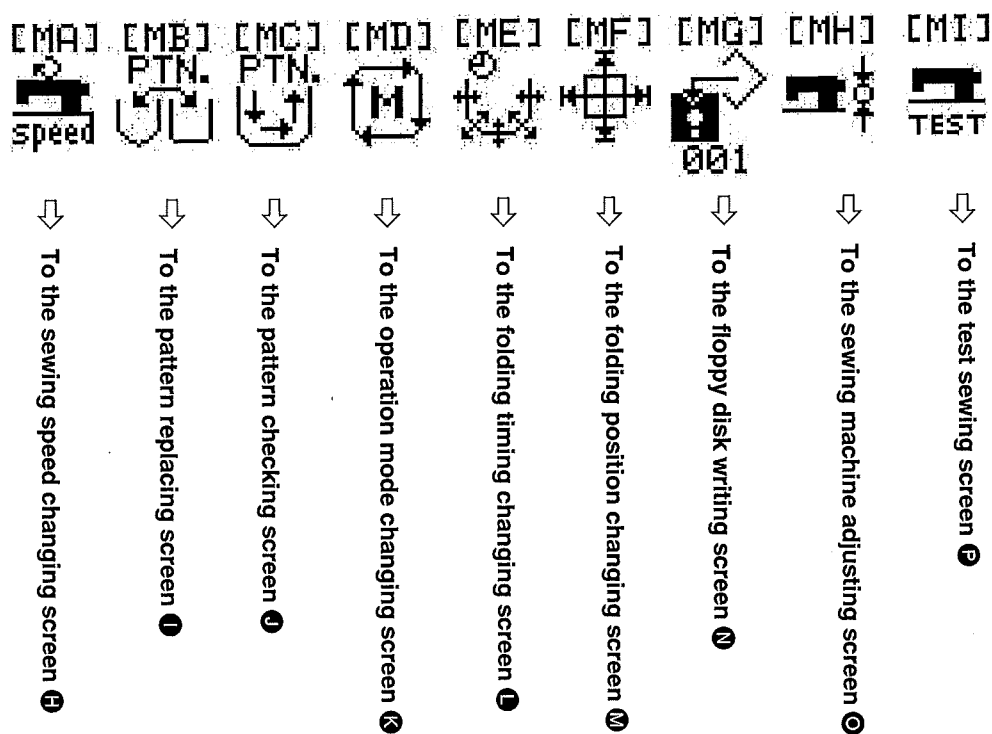 [MA] [MB] [MC] [MD] [ME] [MF] [MG] [MH] [MI]
PTN. PTN.
M
speed
TEST
001
To the sewing speed changing screen H
To the pattern replacing screen I
To the pattern checking screen J
To the operation mode changing screen K
To the folding timing changing screen L
To the folding position changing screen M
To the floppy disk writing screen N
To the sewing machine adjusting screen O
To the test sewing screen P